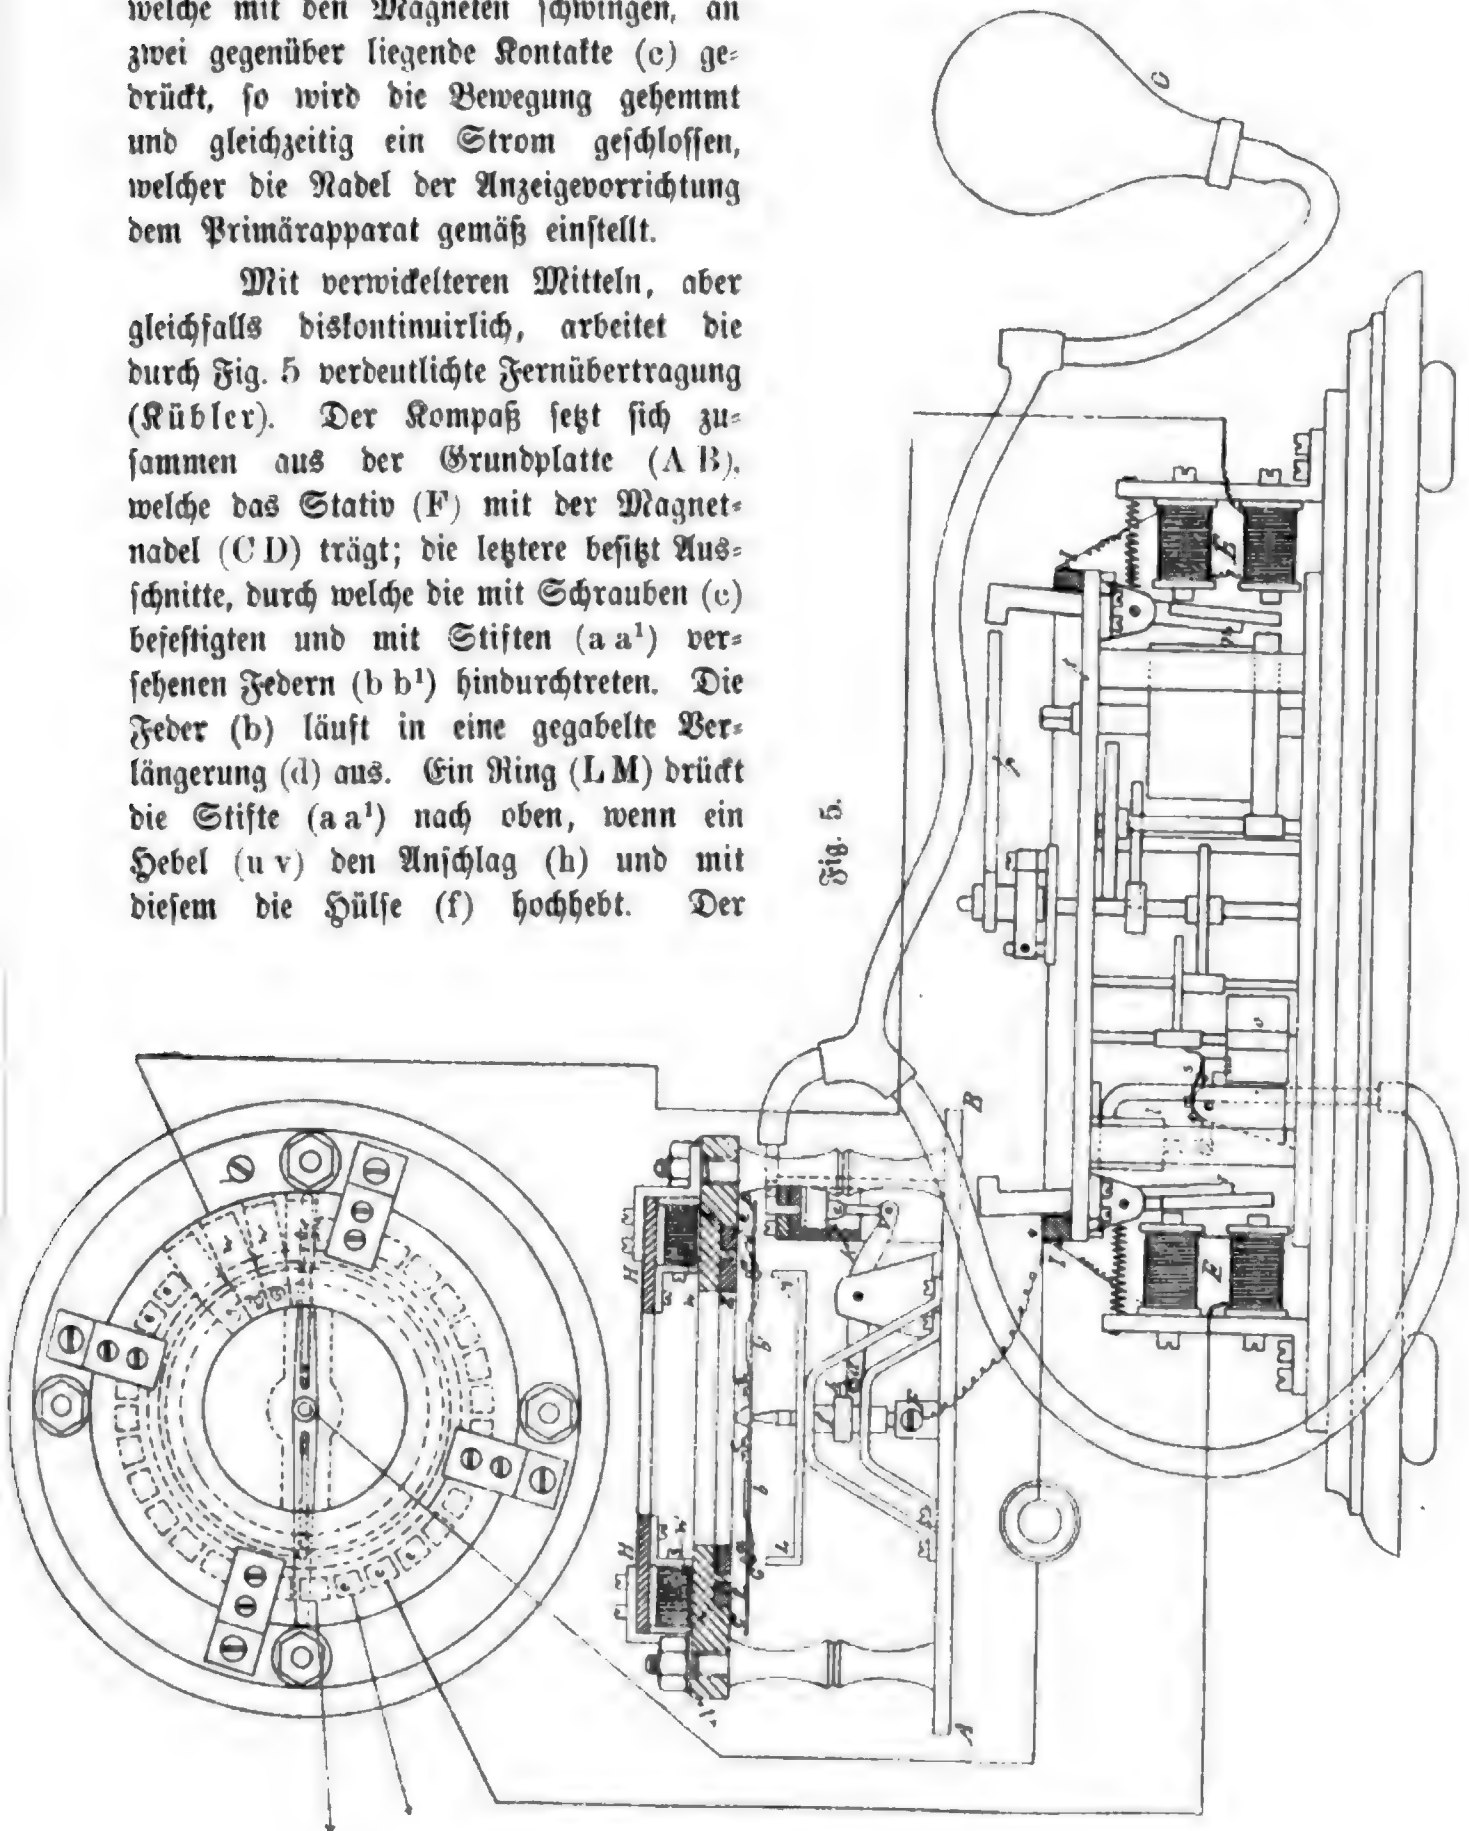 welche mit den Magneten schwingen, an
zwei gegenüber liegende Kontakte (c) ge=
drückt, so wird die Bewegung gehemmt
und gleichzeitig ein Strom geschlossen,
welcher die Nadel der Anzeigevorrichtung
dem Primärapparat gemäß einstellt.
Mit verwickelteren Mitteln, aber
gleichfalls diskontinuirlich, arbeitet die
durch Fig. 5 verdeutlichte Fernübertragung
(Kübler). Der Kompaß setzt sich zu=
sammen aus der Grundplatte (A B),
welche das Stativ (F) mit der Magnet=
nadel (C D) trägt; die letztere besitzt Aus=
schnitte, durch welche die mit Schrauben (c)
befestigten und mit Stiften (a a¹) ver=
sehenen Federn (b b¹) hindurchtreten. Die
Feder (b) läuft in eine gegabelte Ver=
längerung (d) aus. Ein Ring (L M) drückt
die Stifte (a a¹) nach oben, wenn ein
Hebel (u v) den Anschlag (h) und mit
diesem die Hülse (f) hochhebt. Der
Fig. 5.
O
E
B
H
H
F
E
A